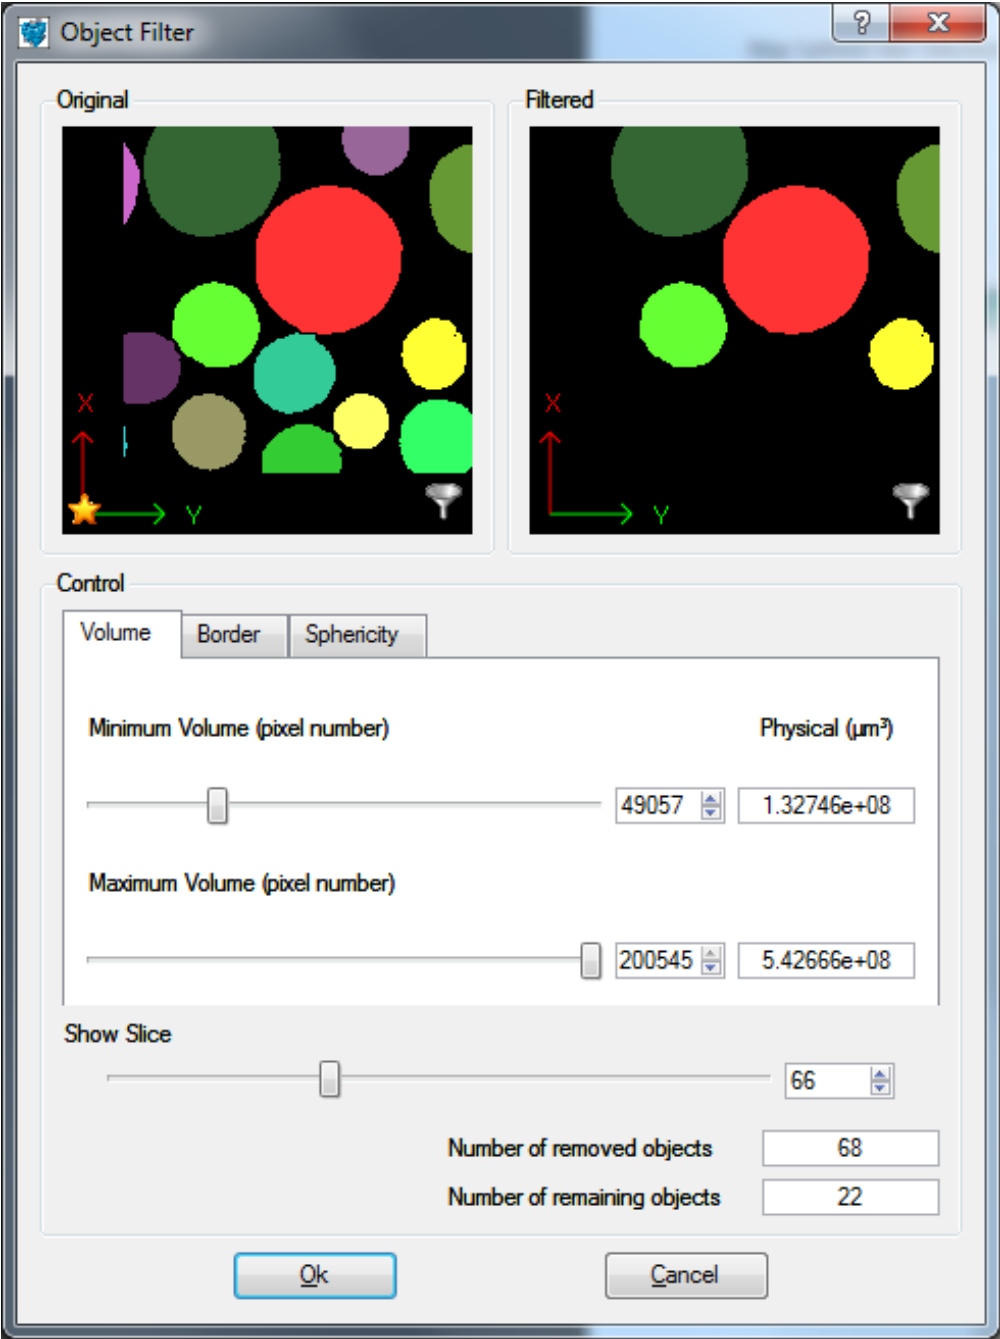 Object Filter
?
Original
Filtered
X
Y
X
Y
Control
Volume Border Sphericity
Minimum Volume (pixel number) Physical (µm³)
49057 1.32746e+08
Maximum Volume (pixel number)
200545 5.42666e+08
Show Slice
66
Number of removed objects 68
Number of remaining objects 22
Ok Cancel